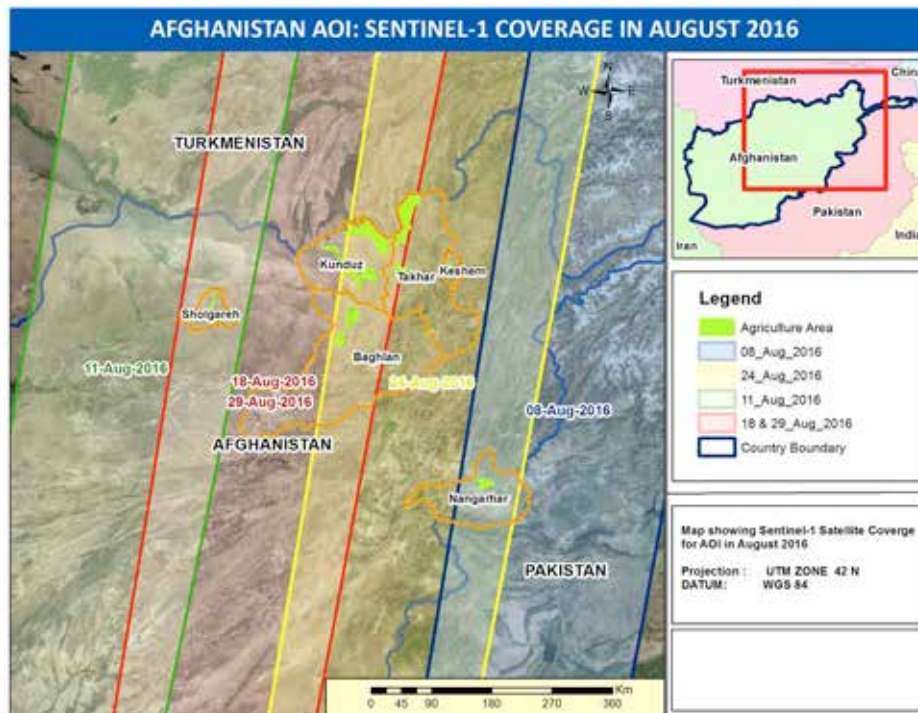 AFGHANISTAN AOI: SENTINEL-1 COVERAGE IN AUGUST 2016
N
W E
S
TURKMENISTAN
Kunduz
Takhar
Keshem
Sholgareh
Baghlan
11-Aug-2016
18-Aug-2016
29-Aug-2016
24-Aug-2016
08-Aug-2016
AFGHANISTAN
Nangarhar
PAKISTAN
Km
0 45 90 180 270 360
Turkmenistan
Chin
Afghanistan
Pakistan
Iran
India
Legend
Agriculture Area
08_Aug_2016
24_Aug_2016
11_Aug_2016
18 & 29_Aug_2016
Country Boundary
Map showing Sentinel-1 Satellite Coverge
for AOI in August 2016
Projection : UTM ZONE 42 N
DATUM: WGS 84